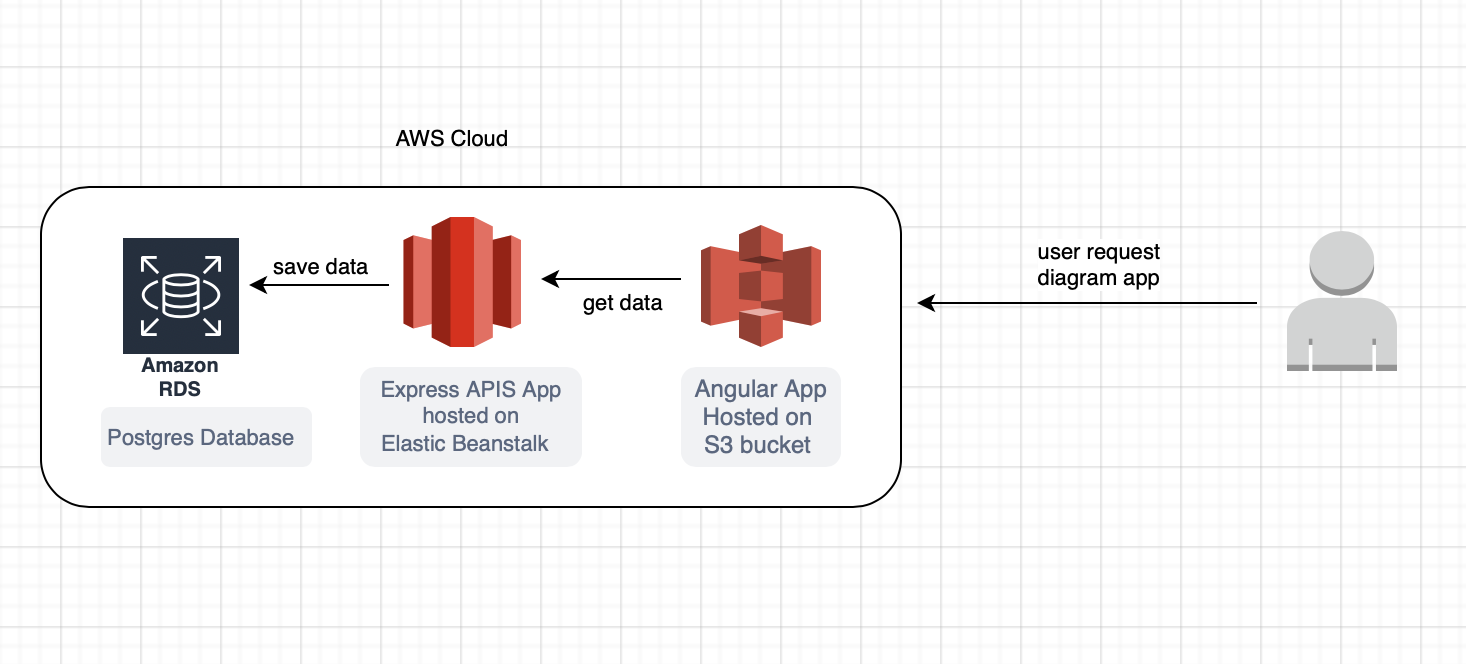 AWS Cloud
save data
get data
user request
diagram app
Amazon
RDS
Postgres Database
Express APIS App
hosted on
Elastic Beanstalk
Angular App
Hosted on
S3 bucket